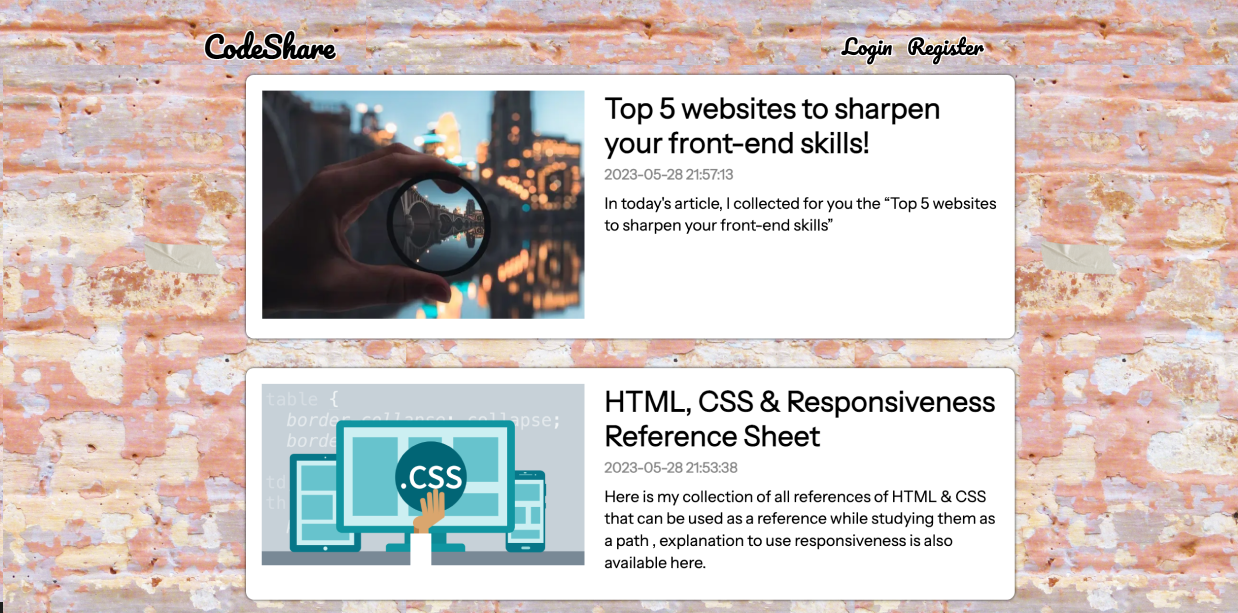 CodeShare
Login Register
Top 5 websites to sharpen
your front-end skills!
2023-05-28 21:57:13
In today's article, I collected for you the “Top 5 websites
to sharpen your front-end skills”
table {
border-collapse: collapse;
borde
td
th
.CSS
HTML, CSS & Responsiveness
Reference Sheet
2023-05-28 21:53:38
Here is my collection of all references of HTML & CSS
that can be used as a reference while studying them as
a path , explanation to use responsiveness is also
available here.